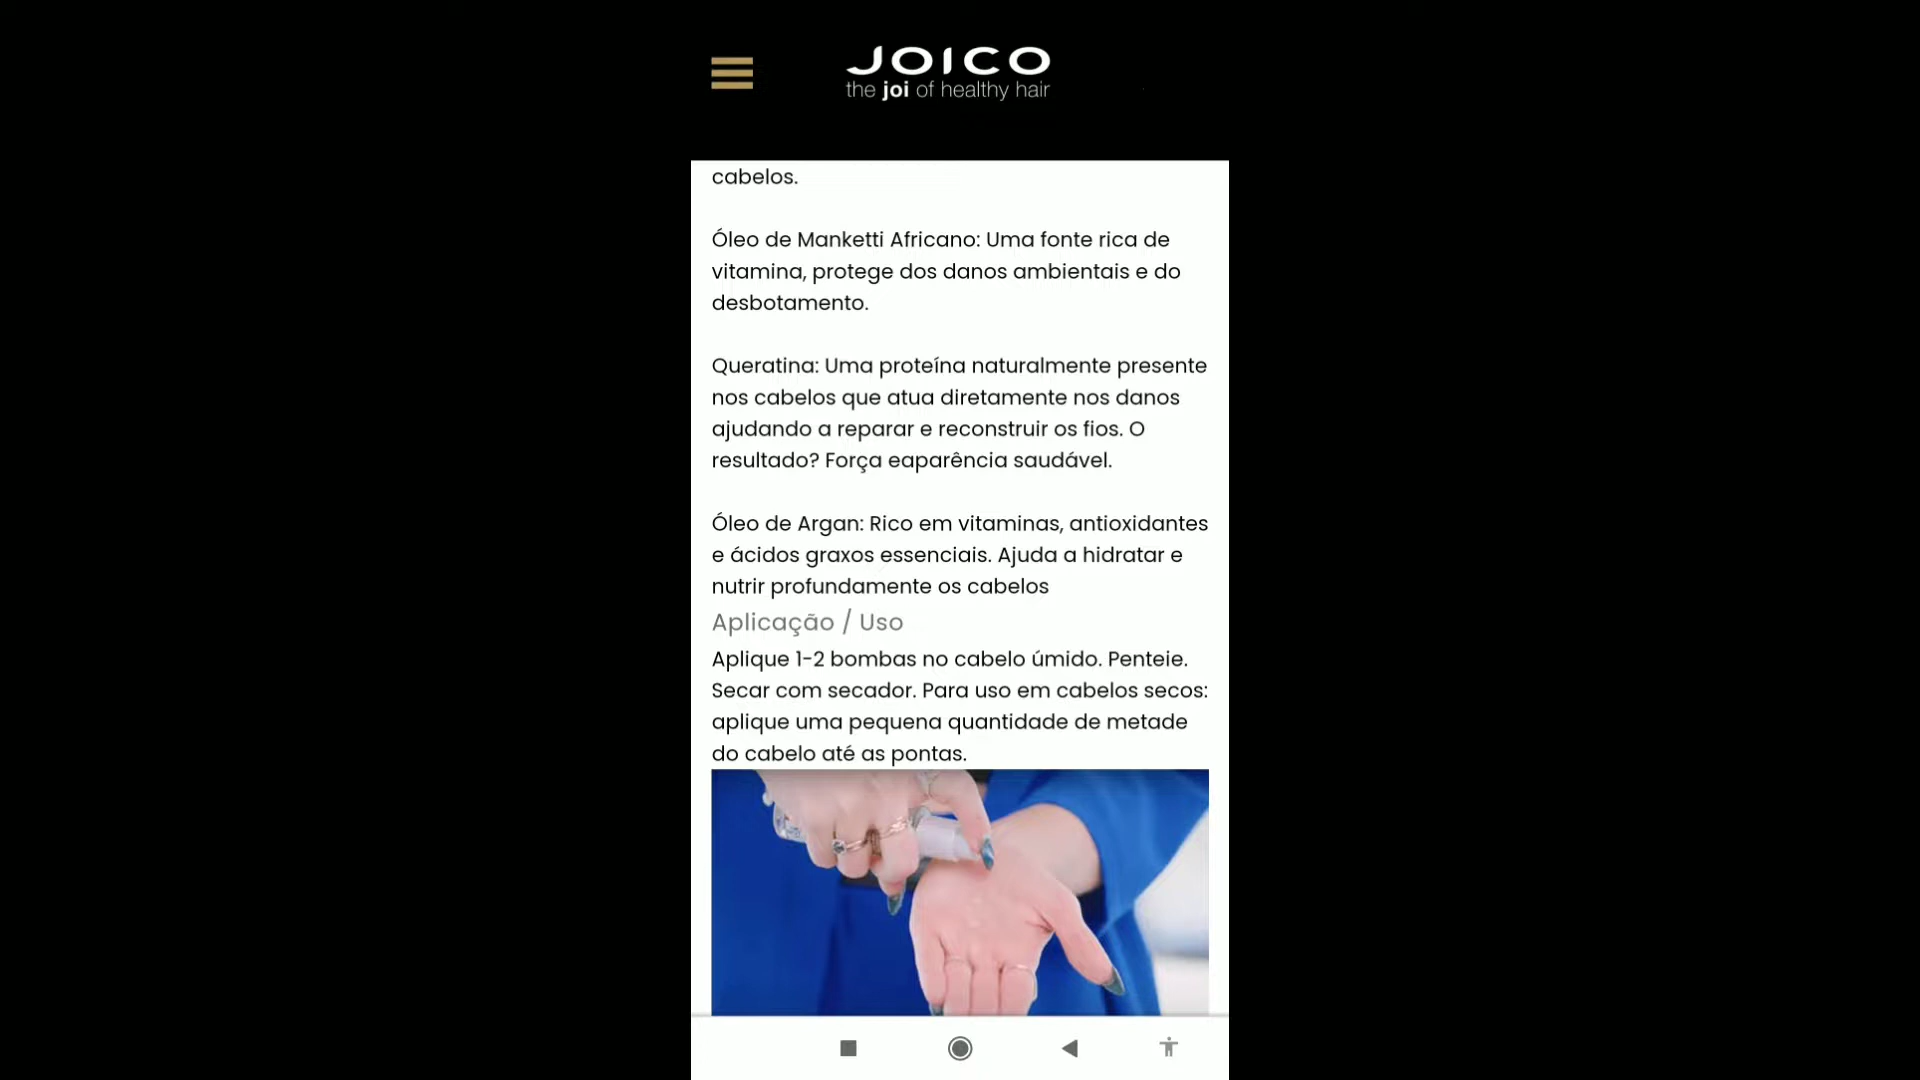 JOICO
the joi of healthy hair
cabelos.
Óleo de Manketti Africano: Uma fonte rica de
vitamina, protege dos danos ambientais e do
desbotamento.
Queratina: Uma proteína naturalmente presente
nos cabelos que atua diretamente nos danos
ajudando a reparar e reconstruir os fios. O
resultado? Força eaparência saudável.
Óleo de Argan: Rico em vitaminas, antioxidantes
e ácidos graxos essenciais. Ajuda a hidratar e
nutrir profundamente os cabelos
Aplicação / Uso
Aplique 1-2 bombas no cabelo úmido. Penteie.
Secar com secador. Para uso em cabelos secos:
aplique uma pequena quantidade de metade
do cabelo até as pontas.